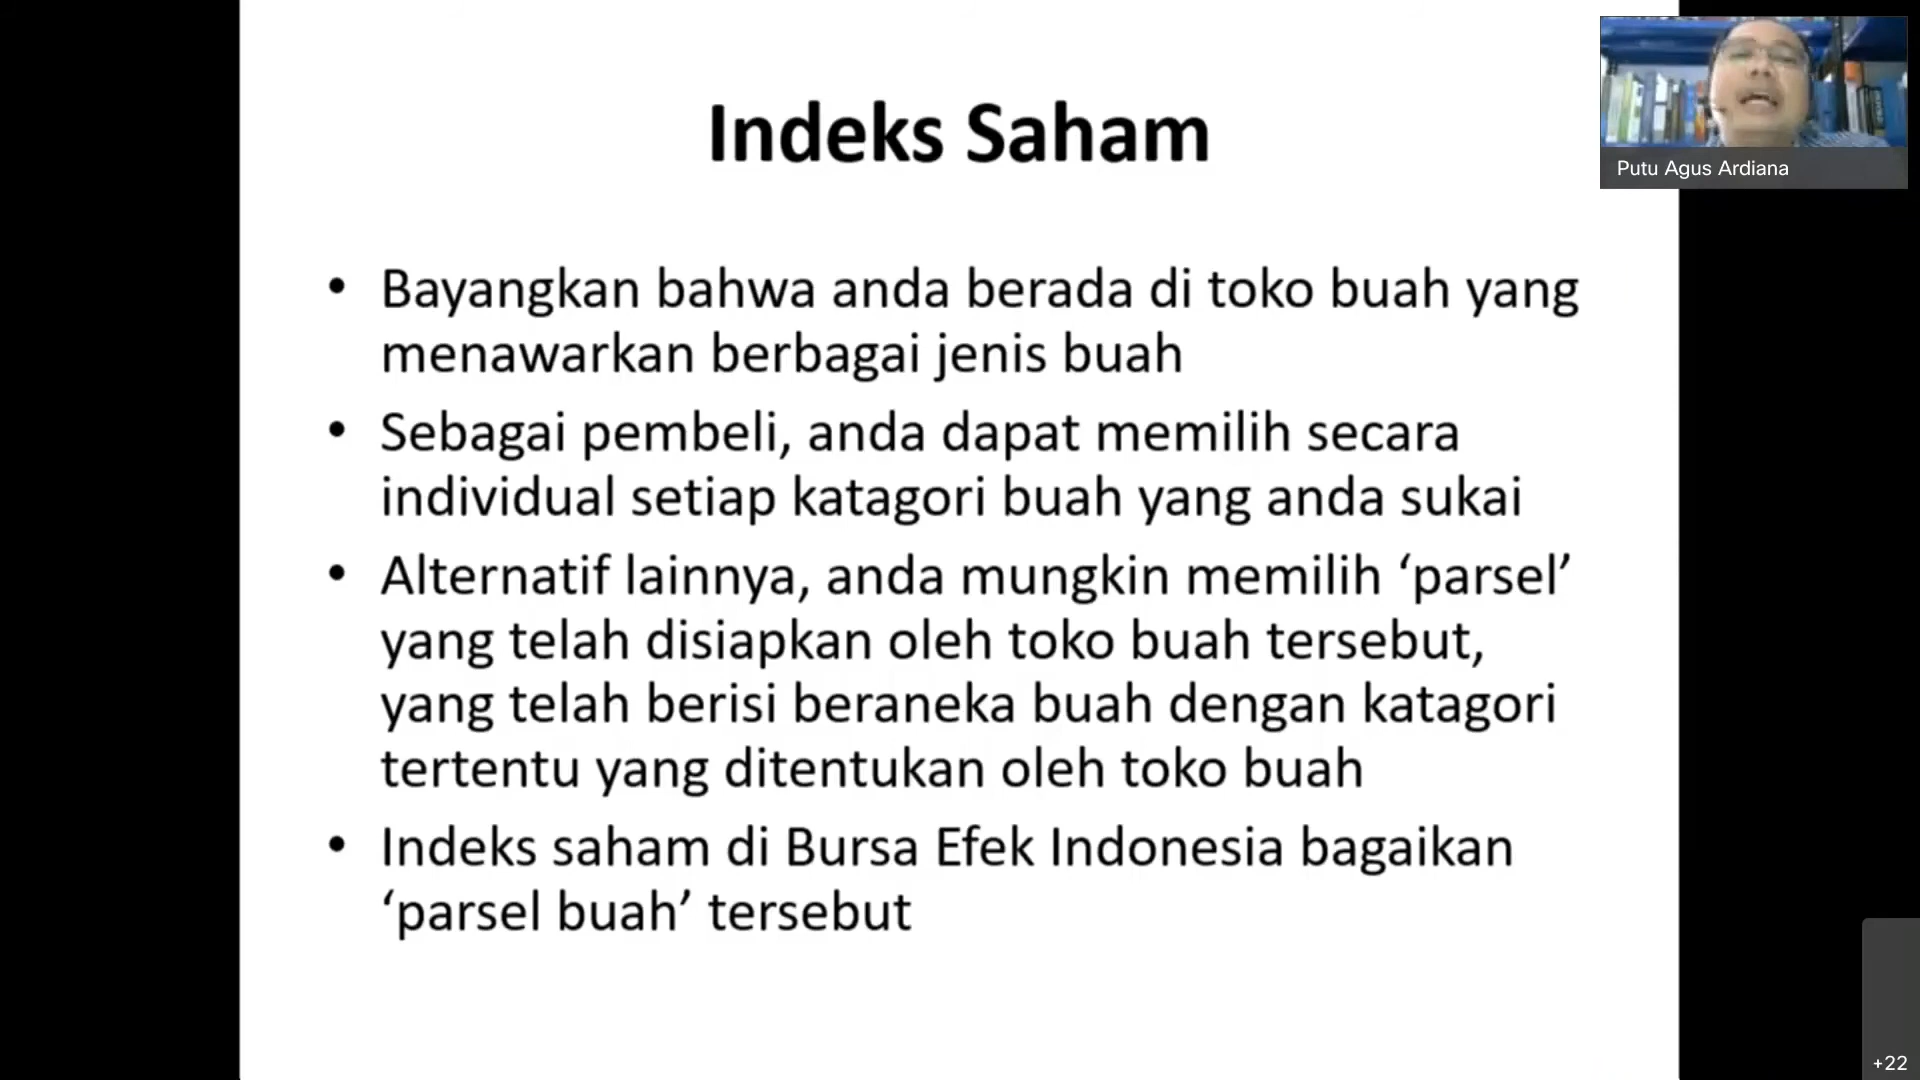 Indeks Saham
Putu Agus Ardiana
• Bayangkan bahwa anda berada di toko buah yang
menawarkan berbagai jenis buah
• Sebagai pembeli, anda dapat memilih secara
individual setiap katagori buah yang anda sukai
• Alternatif lainnya, anda mungkin memilih ‘parsel’
yang telah disiapkan oleh toko buah tersebut,
yang telah berisi beraneka buah dengan katagori
tertentu yang ditentukan oleh toko buah
• Indeks saham di Bursa Efek Indonesia bagaikan
‘parsel buah’ tersebut
+22